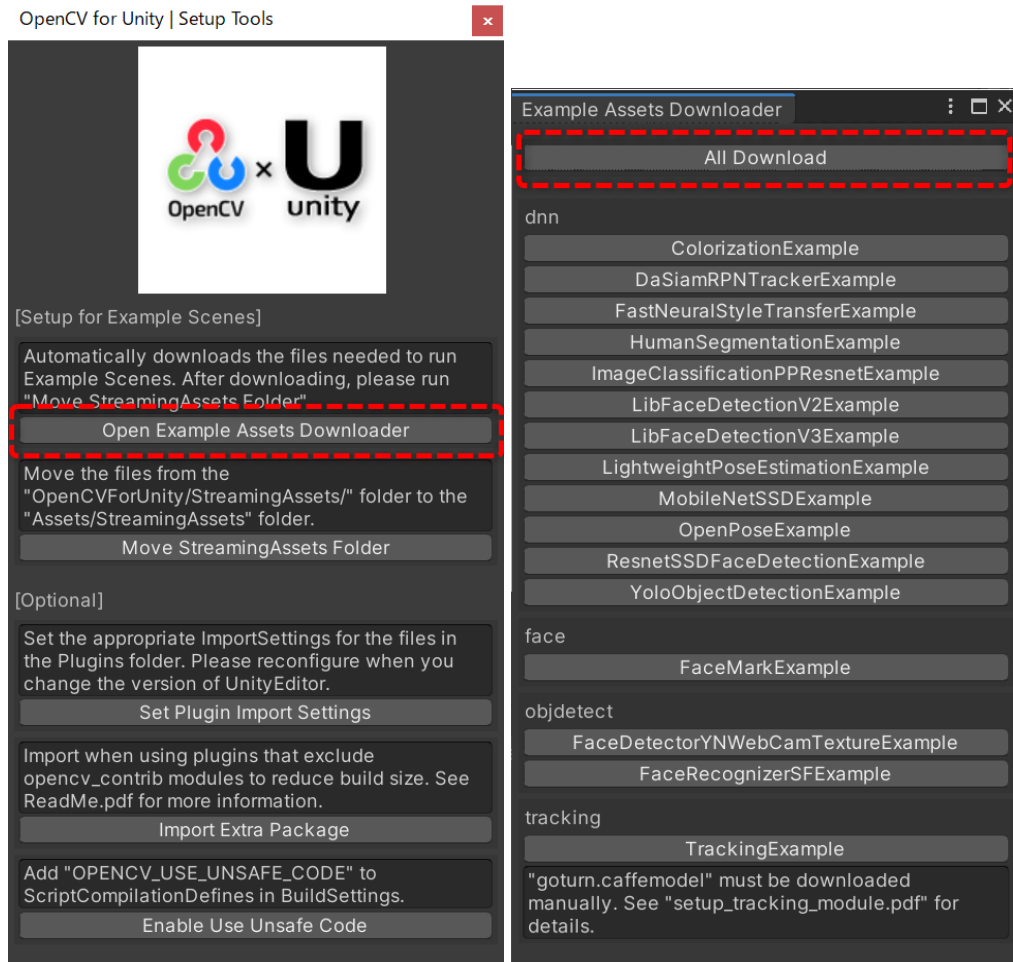 OpenCV for Unity | Setup Tools
OpenCV × unity
[Setup for Example Scenes]
Automatically downloads the files needed to run
Example Scenes. After downloading, please run
"Move StreamingAssets Folder"
Open Example Assets Downloader
Move the files from the
"OpenCVForUnity/StreamingAssets/" folder to the
"Assets/StreamingAssets" folder.
Move StreamingAssets Folder
[Optional]
Set the appropriate ImportSettings for the files in
the Plugins folder. Please reconfigure when you
change the version of UnityEditor.
Set Plugin Import Settings
Import when using plugins that exclude
opencv_contrib modules to reduce build size. See
ReadMe.pdf for more information.
Import Extra Package
Add "OPENCV_USE_UNSAFE_CODE" to
ScriptCompilationDefines in BuildSettings.
Enable Use Unsafe Code
Example Assets Downloader
All Download
dnn
ColorizationExample
DaSiamRPNTrackerExample
FastNeuralStyleTransferExample
HumanSegmentationExample
ImageClassificationPPResnetExample
LibFaceDetectionV2Example
LibFaceDetectionV3Example
LightweightPoseEstimationExample
MobileNetSSDExample
OpenPoseExample
ResnetSSDFaceDetectionExample
YoloObjectDetectionExample
face
FaceMarkExample
objdetect
FaceDetectorYNWebCamTextureExample
FaceRecognizerSFExample
tracking
TrackingExample
"goturn.caffemodel" must be downloaded
manually. See "setup_tracking_module.pdf" for
details.